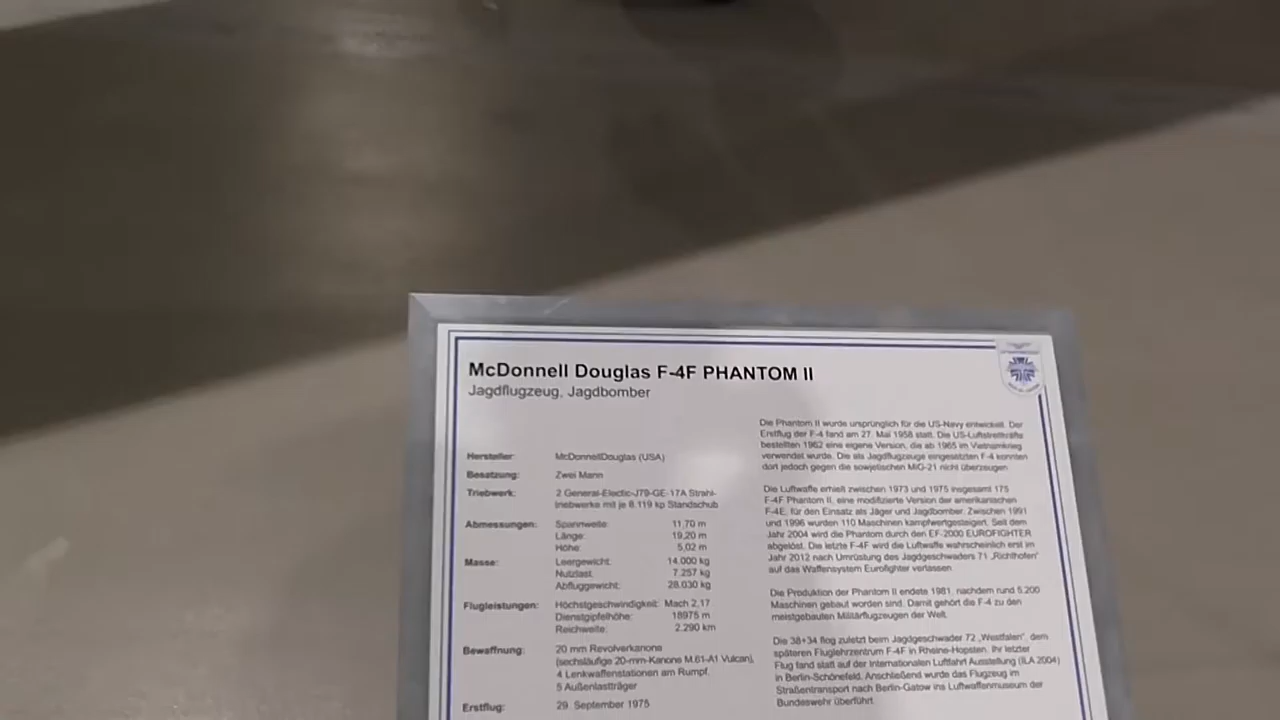 McDonnell Douglas F-4F PHANTOM II
Jagdflugzeug, Jagdbomber
Hersteller: McDonnellDouglas (USA)
Besatzung: Zwei Mann
Triebwerk: 2 General-Electic-J79-GE-17A Strahl-
triebwerke mit je 8.119 kp Standschub
Abmessungen: Spannweite: 11,70 m
Länge: 19,20 m
Höhe: 5,02 m
Masse: Leergewicht: 14.000 kg
Nutzlast: 7.257 kg
Abfluggewicht: 28.030 kg
Flugleistungen: Höchstgeschwindigkeit: Mach 2,17
Dienstgipfelhöhe: 18975 m
Reichweite: 2.290 km
Bewaffnung: 20 mm Revolverkanone
(sechsläufige 20-mm-Kanone M.61-A1 Vulcan),
4 Lenkwaffenstationen am Rumpf,
5 Außenlastträger
Erstflug: 29. September 1975
Die Phantom II wurde ursprünglich für die US-Navy entwickelt. Der
Erstflug der F-4 fand am 27. Mai 1958 statt. Die US-Luftstreitkräfte
bestellten 1962 eine eigene Version, die ab 1965 im Vietnamkrieg
verwendet wurde. Die als Jagdflugzeuge eingesetzten F-4 konnten
dort jedoch gegen die sowjetischen MiG-21 nicht überzeugen.
Die Luftwaffe erhielt zwischen 1973 und 1975 insgesamt 175
F-4F Phantom II, eine modifizierte Version der amerikanischen
F-4E, für den Einsatz als Jäger und Jagdbomber. Zwischen 1991
und 1996 wurden 110 Maschinen kampfwertgesteigert. Seit dem
Jahr 2004 wird die Phantom durch den EF-2000 EUROFIGHTER
abgelöst. Die letzte F-4F wird die Luftwaffe wahrscheinlich erst im
Jahr 2012 nach Umrüstung des Jagdgeschwaders 71 „Richthofen"
auf das Waffensystem Eurofighter verlassen.
Die Produktion der Phantom II endete 1981, nachdem rund 5.200
Maschinen gebaut worden sind. Damit gehört die F-4 zu den
meistgebauten Militärflugzeugen der Welt.
Die 38+34 flog zuletzt beim Jagdgeschwader 72 „Westfalen", dem
späteren Fluglehrzentrum F-4F in Rheine-Hopsten. Ihr letzter
Flug fand statt auf der Internationalen Luftfahrt Ausstellung (ILA 2004)
in Berlin-Schönefeld. Anschließend wurde das Flugzeug im
Straßentransport nach Berlin-Gatow ins Luftwaffenmuseum der
Bundeswehr überführt.